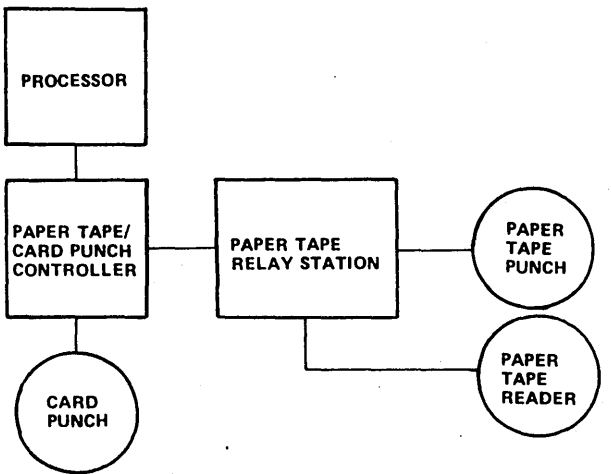 PROCESSOR
PAPER TAPE/
CARD PUNCH
CONTROLLER
PAPER TAPE
RELAY STATION
PAPER
TAPE
PUNCH
PAPER
TAPE
READER
CARD
PUNCH